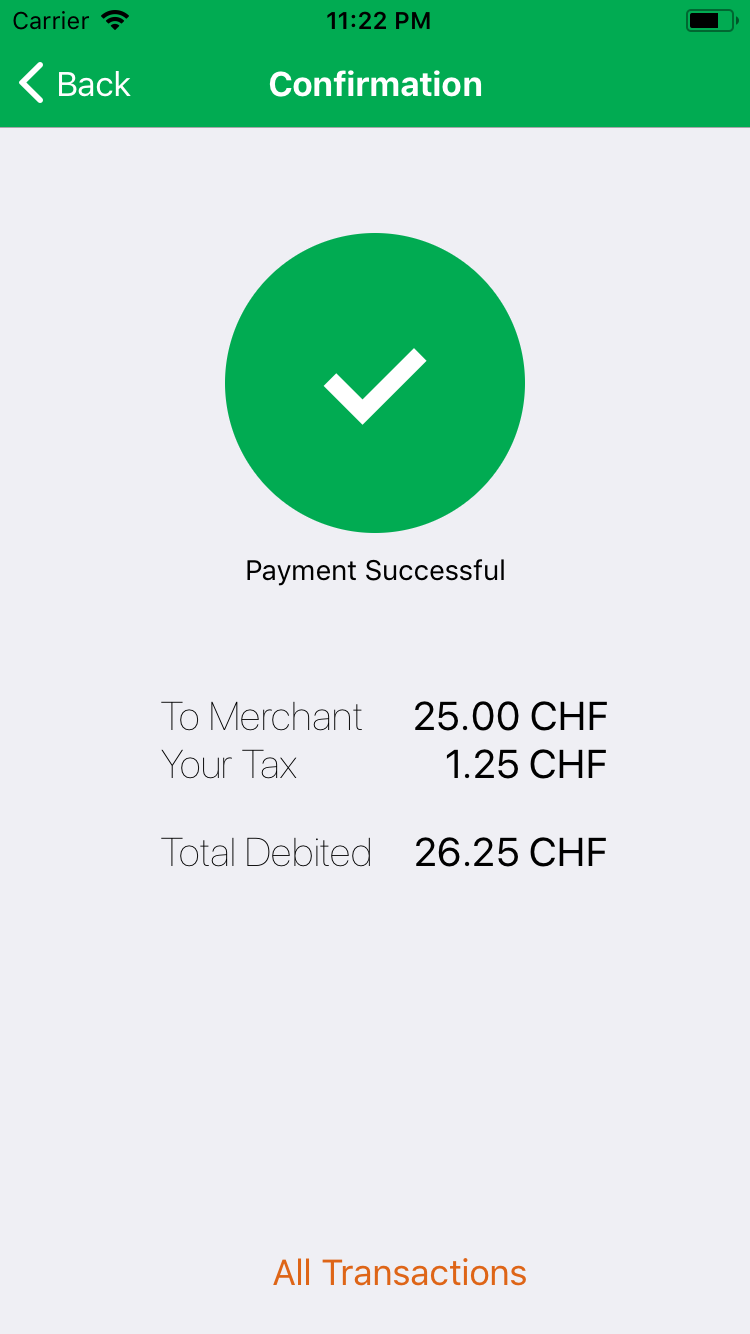 Carrier 11:22 PM
Back Confirmation
Payment Successful
To Merchant 25.00 CHF
Your Tax 1.25 CHF
Total Debited 26.25 CHF
All Transactions